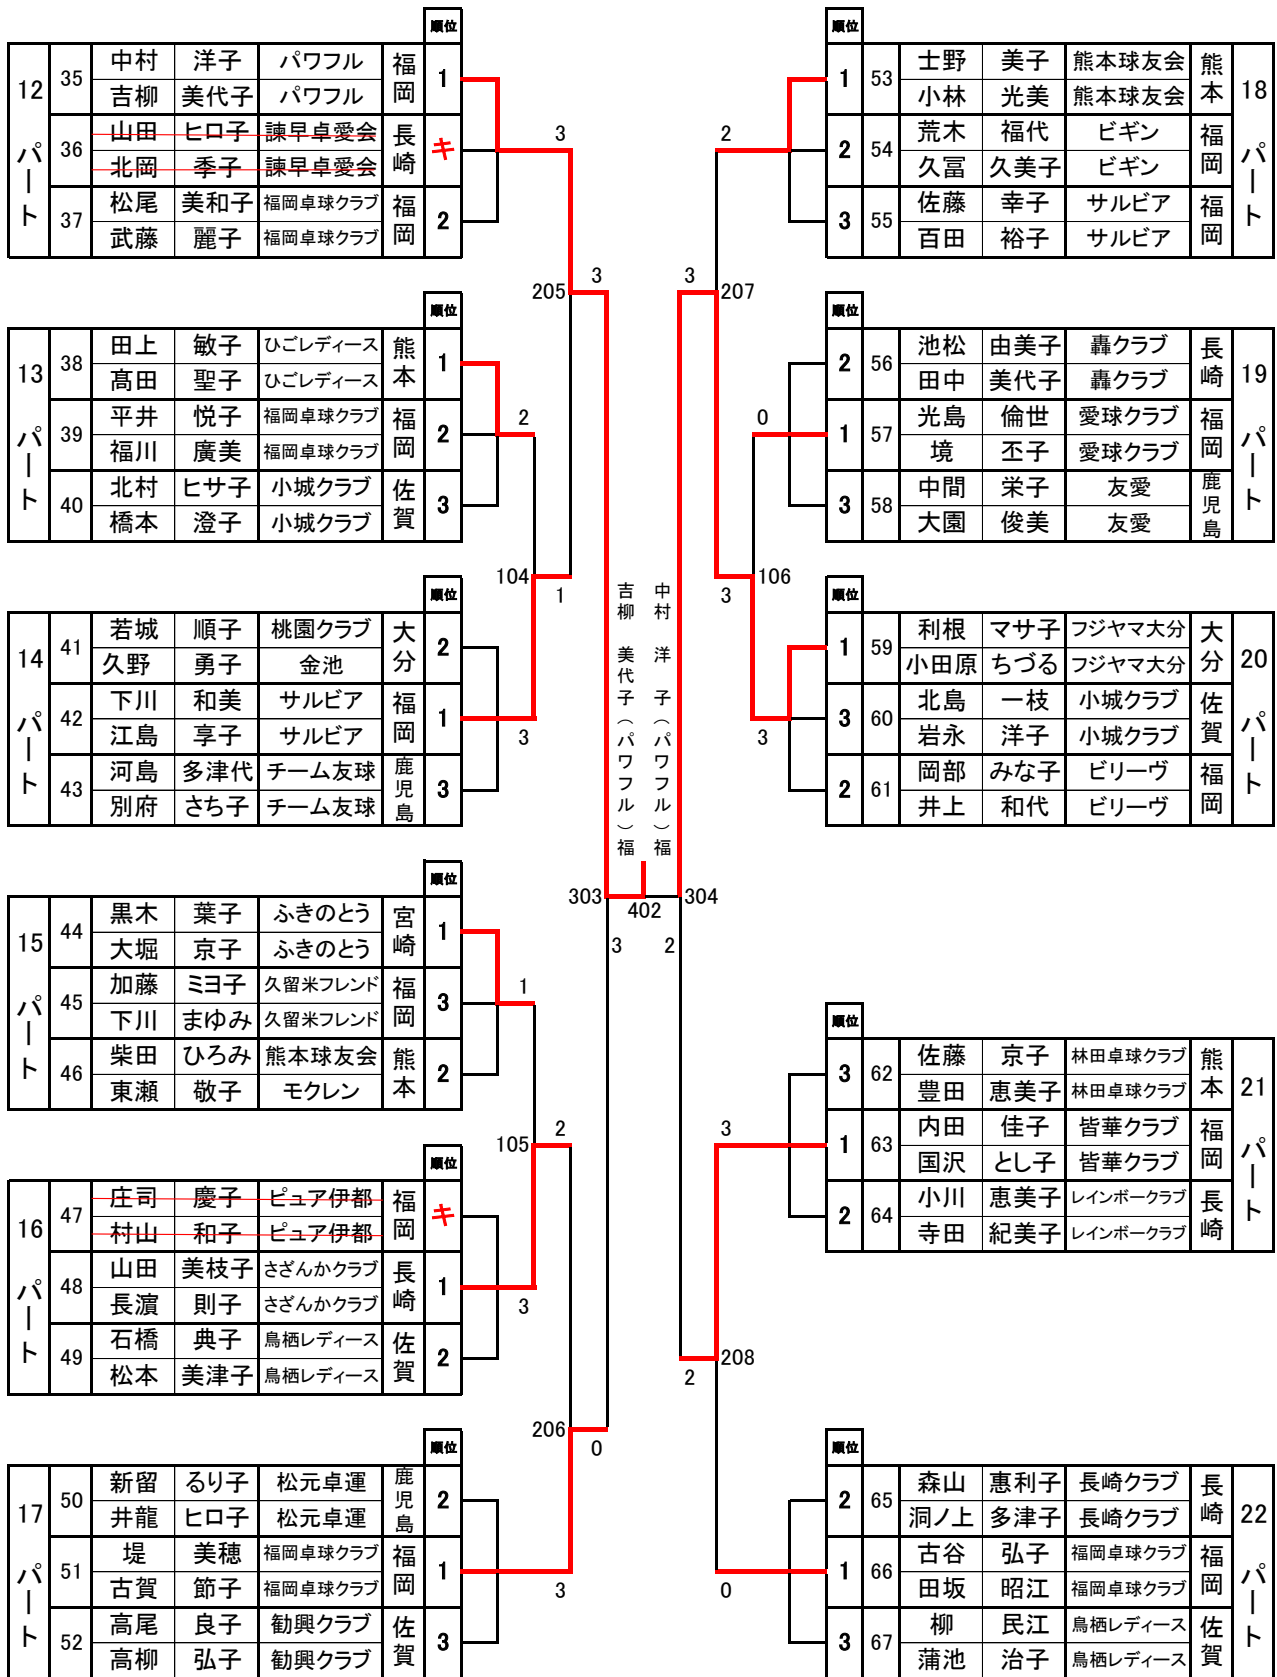 順位
12 パート
35 中村 洋子 パワフル 福岡 1
吉柳 美代子 パワフル
36 山田 ヒロ子 諫早卓愛会 長崎 キ
北岡 季子 諫早卓愛会
37 松尾 美和子 福岡卓球クラブ 福岡 2
武藤 麗子 福岡卓球クラブ
3
205
3
順位
13 パート
38 田上 敏子 ひごレディース 熊本 1
髙田 聖子 ひごレディース
39 平井 悦子 福岡卓球クラブ 福岡 2
福川 廣美 福岡卓球クラブ
40 北村 ヒサ子 小城クラブ 佐賀 3
橋本 澄子 小城クラブ
2
104
1
順位
14 パート
41 若城 順子 桃園クラブ 大分 2
久野 勇子 金池
42 下川 和美 サルビア 福岡 1
江島 享子 サルビア
43 河島 多津代 チーム友球 鹿児島 3
別府 さち子 チーム友球
3
順位
15 パート
44 黒木 葉子 ふきのとう 宮崎 1
大堀 京子 ふきのとう
45 加藤 ミヨ子 久留米フレンド 福岡 3
下川 まゆみ 久留米フレンド
46 柴田 ひろみ 熊本球友会 熊本 2
東瀬 敬子 モクレン
1
105
2
順位
16 パート
47 庄司 慶子 ピュア伊都 福岡 キ
村山 和子 ピュア伊都
48 山田 美枝子 さざんかクラブ 長崎 1
長濵 則子 さざんかクラブ
49 石橋 典子 鳥栖レディース 佐賀 2
松本 美津子 鳥栖レディース
3
206
0
順位
17 パート
50 新留 るり子 松元卓運 鹿児島 2
井龍 ヒロ子 松元卓運
51 堤 美穂 福岡卓球クラブ 福岡 1
古賀 節子 福岡卓球クラブ
52 高尾 良子 勧興クラブ 佐賀 3
高柳 弘子 勧興クラブ
3
中村 洋子（パワフル）福
吉柳 美代子（パワフル）福
303
402
304
3
2
順位
18 パート
1 53 士野 美子 熊本球友会 熊本
小林 光美 熊本球友会
2 54 荒木 福代 ビギン 福岡
久冨 久美子 ビギン
3 55 佐藤 幸子 サルビア 福岡
百田 裕子 サルビア
2
3
207
順位
19 パート
2 56 池松 由美子 轟クラブ 長崎
田中 美代子 轟クラブ
1 57 光島 倫世 愛球クラブ 福岡
境 丕子 愛球クラブ
3 58 中間 栄子 友愛 鹿児島
大園 俊美 友愛
0
106
3
順位
20 パート
1 59 利根 マサ子 フジヤマ大分 大分
小田原 ちづる フジヤマ大分
3 60 北島 一枝 小城クラブ 佐賀
岩永 洋子 小城クラブ
2 61 岡部 みな子 ビリーヴ 福岡
井上 和代 ビリーヴ
3
順位
21 パート
3 62 佐藤 京子 林田卓球クラブ 熊本
豊田 恵美子 林田卓球クラブ
1 63 内田 佳子 皆華クラブ 福岡
国沢 とし子 皆華クラブ
2 64 小川 恵美子 レインボークラブ 長崎
寺田 紀美子 レインボークラブ
3
208
2
順位
22 パート
2 65 森山 惠利子 長崎クラブ 長崎
洞ノ上 多津子 長崎クラブ
1 66 古谷 弘子 福岡卓球クラブ 福岡
田坂 昭江 福岡卓球クラブ
3 67 柳 民江 鳥栖レディース 佐賀
蒲池 治子 鳥栖レディース
0